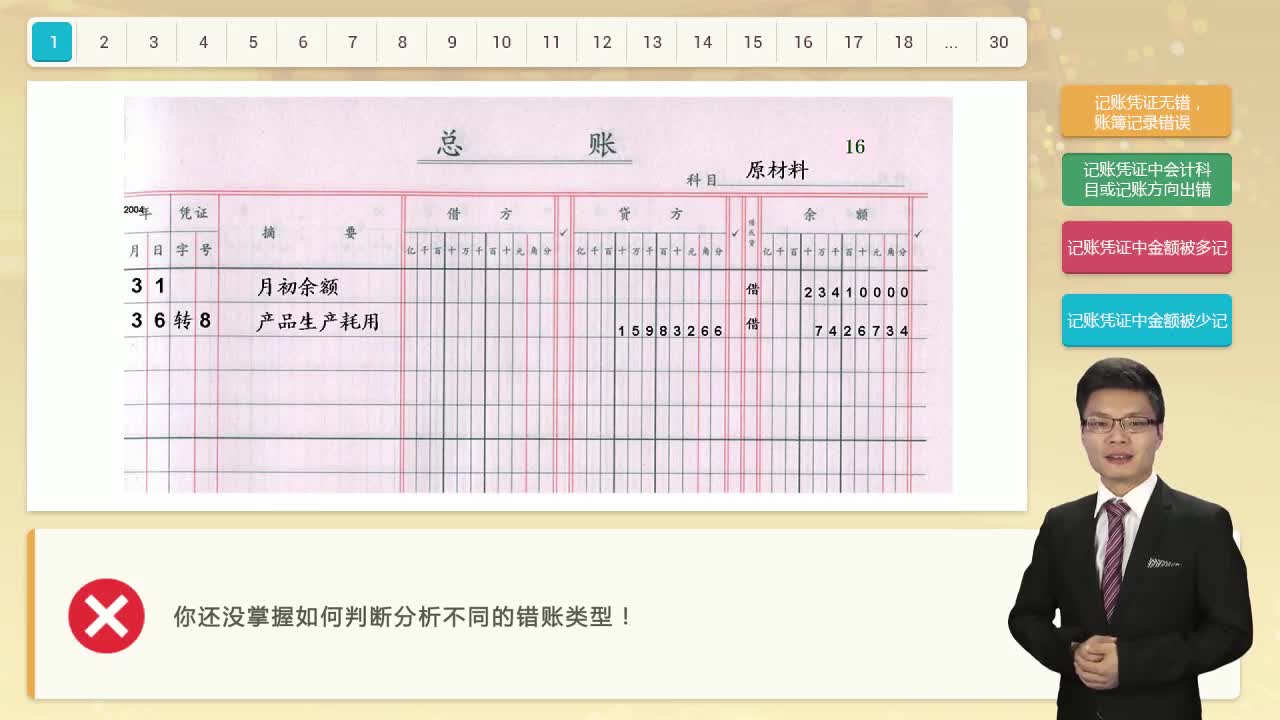 1 2 3 4 5 6 7 8 9 10 11 12 13 14 15 16 17 18 ... 30
总 账
16
科目 原材料
2004年 凭证 摘 要 借 方 ✓ 贷 方 ✓ 借或贷 余 额 ✓
月 日 字 号 亿千百十万千百十元角分 亿千百十万千百十元角分 亿千百十万千百十元角分
3 1 月初余额 借 23410000
3 6 转 8 产品生产耗用 15983266 借 7426734
记账凭证无错，
账簿记录错误
记账凭证中会计科
目或记账方向出错
记账凭证中金额被多记
记账凭证中金额被少记
你还没掌握如何判断分析不同的错账类型！